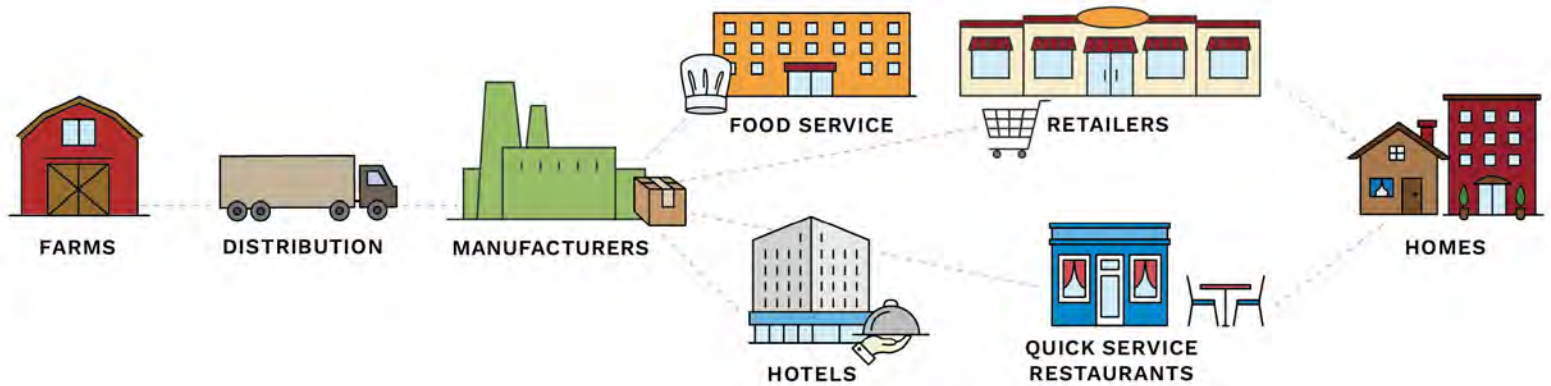 FOOD SERVICE
RETAILERS
FARMS
DISTRIBUTION
MANUFACTURERS
HOMES
HOTELS
QUICK SERVICE
RESTAURANTS